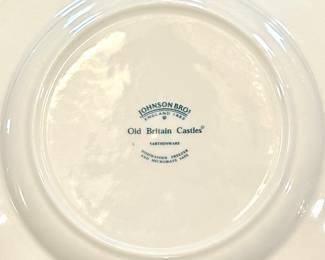 JOHNSON BROS
ENGLAND 1883
®
Old Britain Castles®
EARTHENWARE
DISHWASHER FREEZER
AND MICROWAVE SAFE